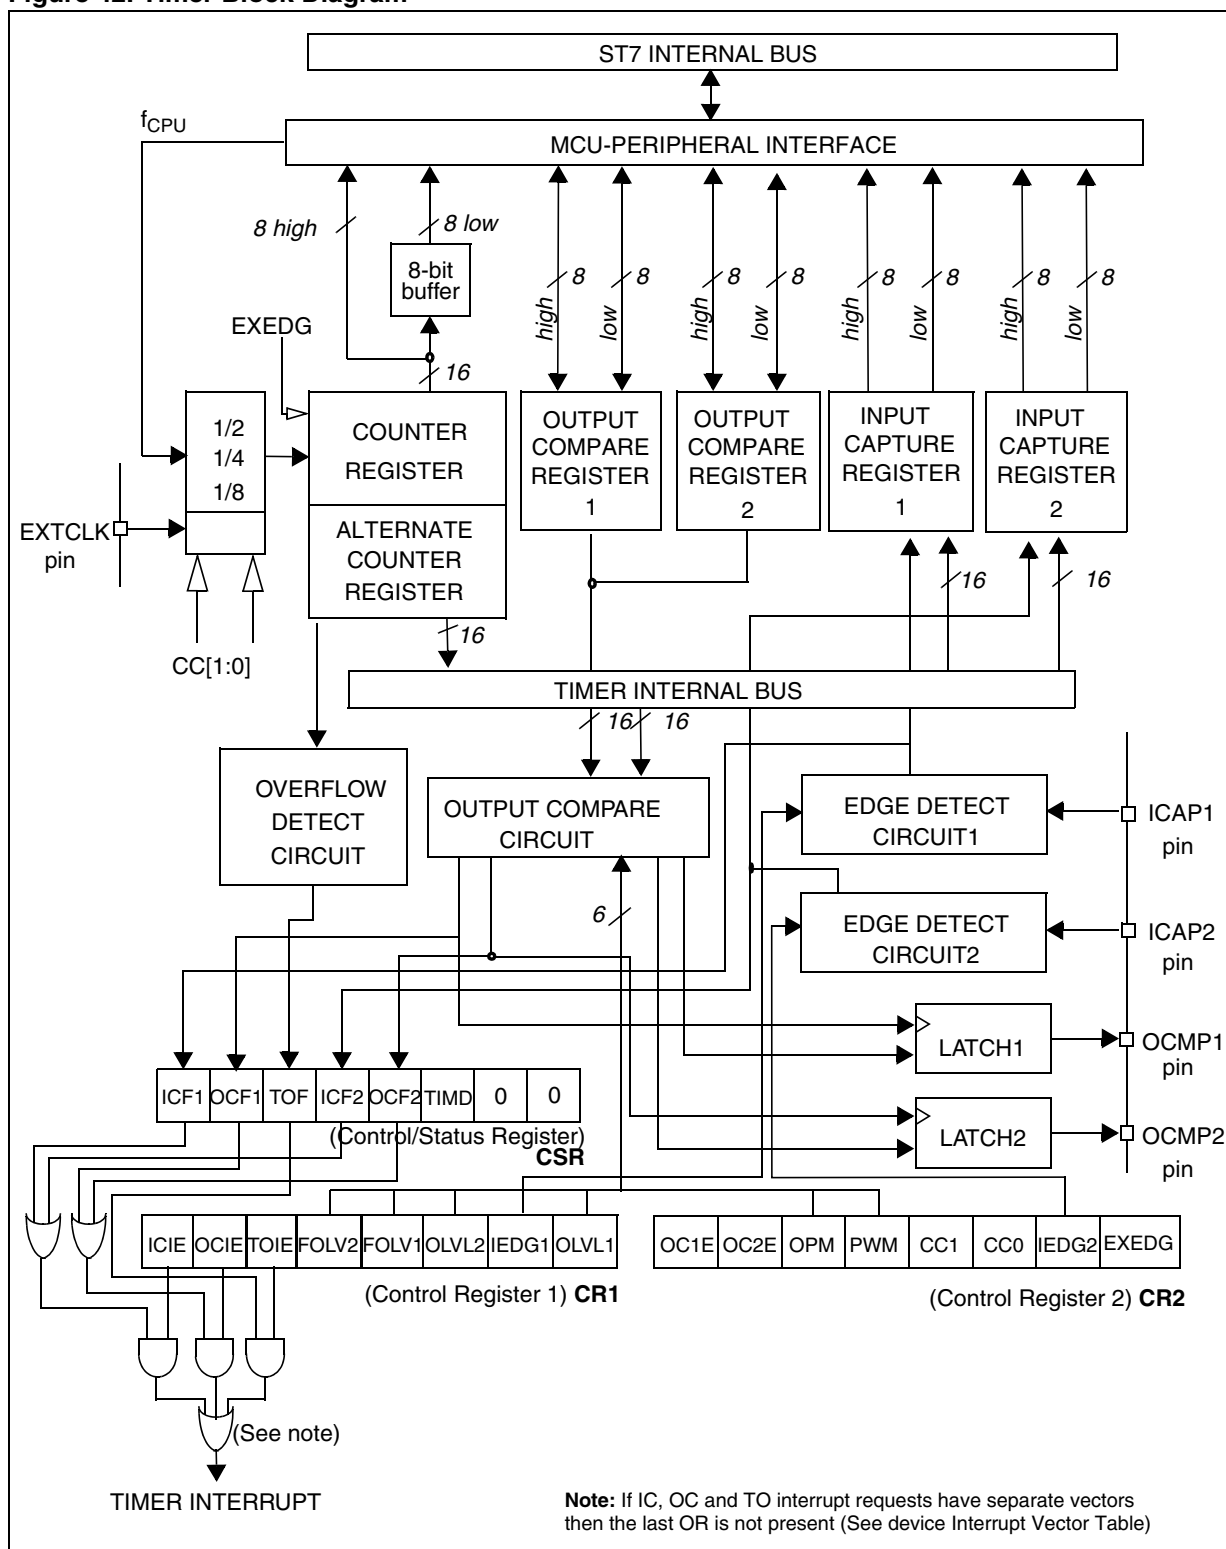 Figure 42. Timer Block Diagram
ST7 INTERNAL BUS
fCPU
MCU-PERIPHERAL INTERFACE
8 high
8 low
8-bit
buffer
EXEDG
16
high
8
low
8
high
8
low
8
high
8
low
8
high
8
low
8
1/2
1/4
1/8
COUNTER
REGISTER
ALTERNATE
COUNTER
REGISTER
OUTPUT
COMPARE
REGISTER
1
OUTPUT
COMPARE
REGISTER
2
INPUT
CAPTURE
REGISTER
1
INPUT
CAPTURE
REGISTER
2
EXTCLK
pin
CC[1:0]
16
16
16
TIMER INTERNAL BUS
16
16
OVERFLOW
DETECT
CIRCUIT
OUTPUT COMPARE
CIRCUIT
EDGE DETECT
CIRCUIT1
ICAP1
pin
6
EDGE DETECT
CIRCUIT2
ICAP2
pin
LATCH1
OCMP1
pin
LATCH2
OCMP2
pin
ICF1 OCF1 TOF ICF2 OCF2 TIMD 0 0
(Control/Status Register)
CSR
ICIE OCIE TOIE FOLV2 FOLV1 OLVL2 IEDG1 OLVL1
(Control Register 1) CR1
OC1E OC2E OPM PWM CC1 CC0 IEDG2 EXEDG
(Control Register 2) CR2
(See note)
TIMER INTERRUPT
Note: If IC, OC and TO interrupt requests have separate vectors
then the last OR is not present (See device Interrupt Vector Table)